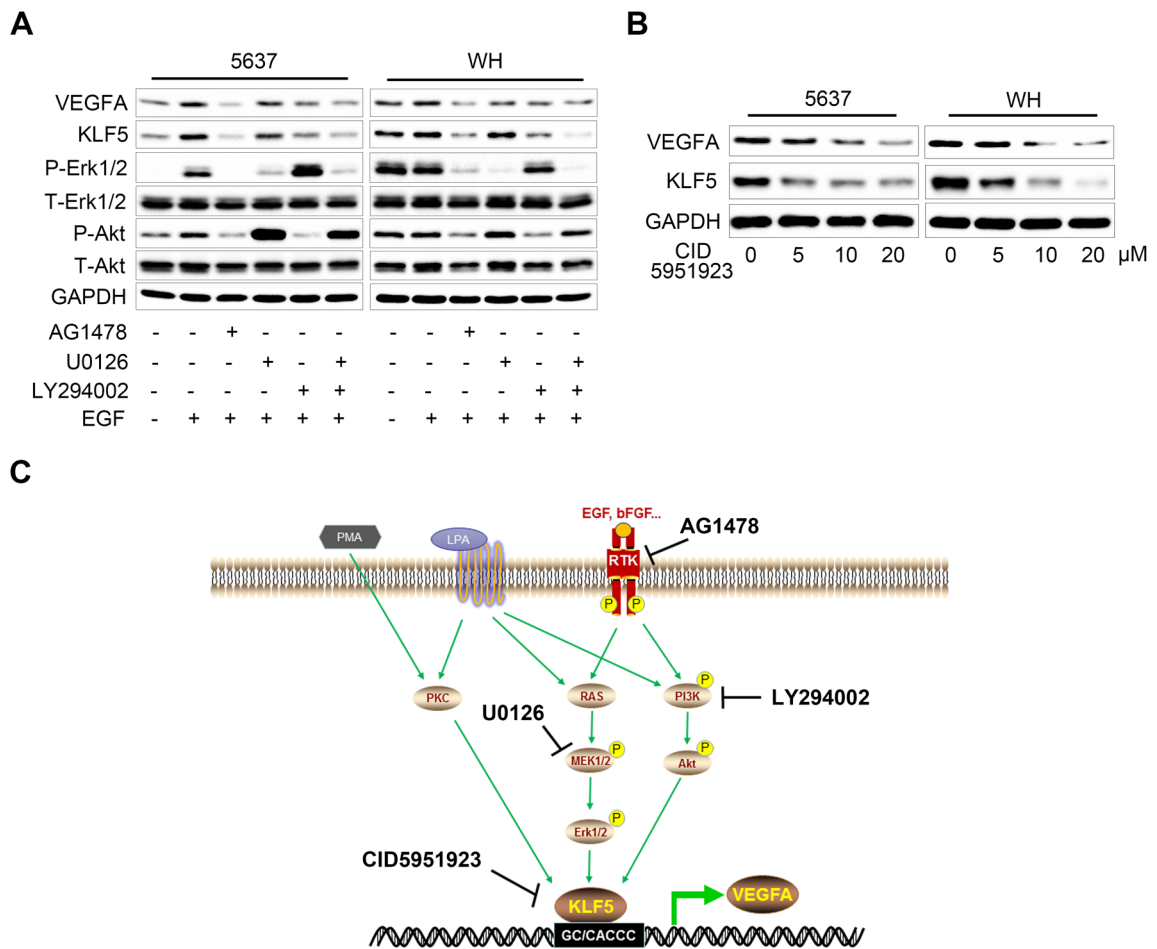 A
5637 WH
VEGFA
KLF5
P-Erk1/2
T-Erk1/2
P-Akt
T-Akt
GAPDH
AG1478 - - + - - - - - + - - -
U0126 - - - + - + - - - + - +
LY294002 - - - - + + - - - - + +
EGF - + + + + + - + + + + +
B
5637 WH
VEGFA
KLF5
GAPDH
CID 0 5 10 20 0 5 10 20 μM
5951923
C
EGF, bFGF...
AG1478
PMA
LPA
RTK
P P
P
PKC RAS PI3K
LY294002
U0126
P P
MEK1/2 Akt
P
Erk1/2
CID5951923
KLF5
VEGFA
GC/CACCC